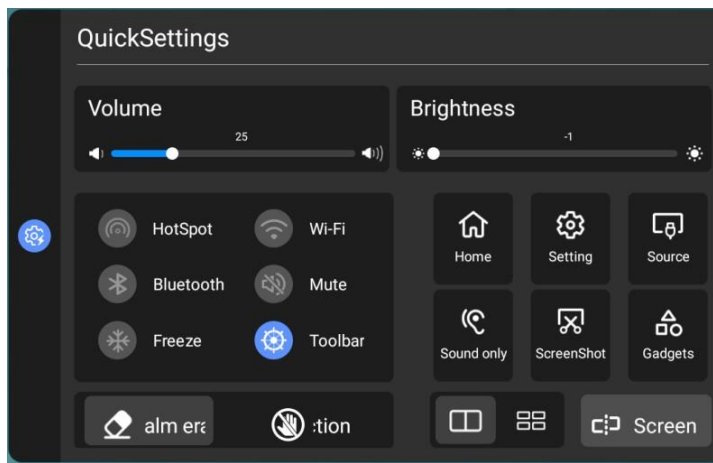 QuickSettings
Volume
25
Brightness
-1
HotSpot
Wi-Fi
Bluetooth
Mute
Freeze
Toolbar
Home
Setting
Source
Sound only
ScreenShot
Gadgets
alm era
:tion
Screen